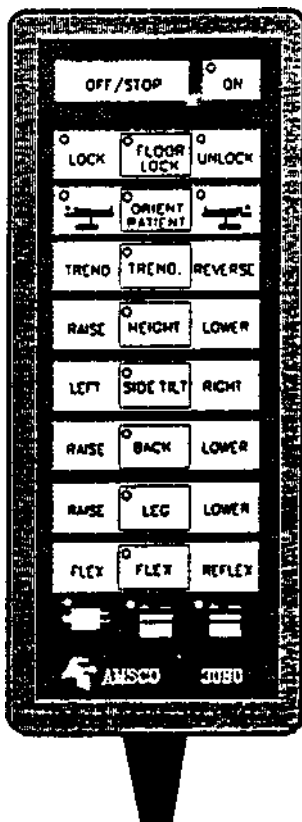 OFF/STOP ON
LOCK FLOOR LOCK UNLOCK
ORIENT PATIENT
TREND TREND. REVERSE
RAISE HEIGHT LOWER
LEFT SIDE TILT RIGHT
RAISE BACK LOWER
RAISE LEG LOWER
FLEX FLEX REFLEX
AMSCO 3080